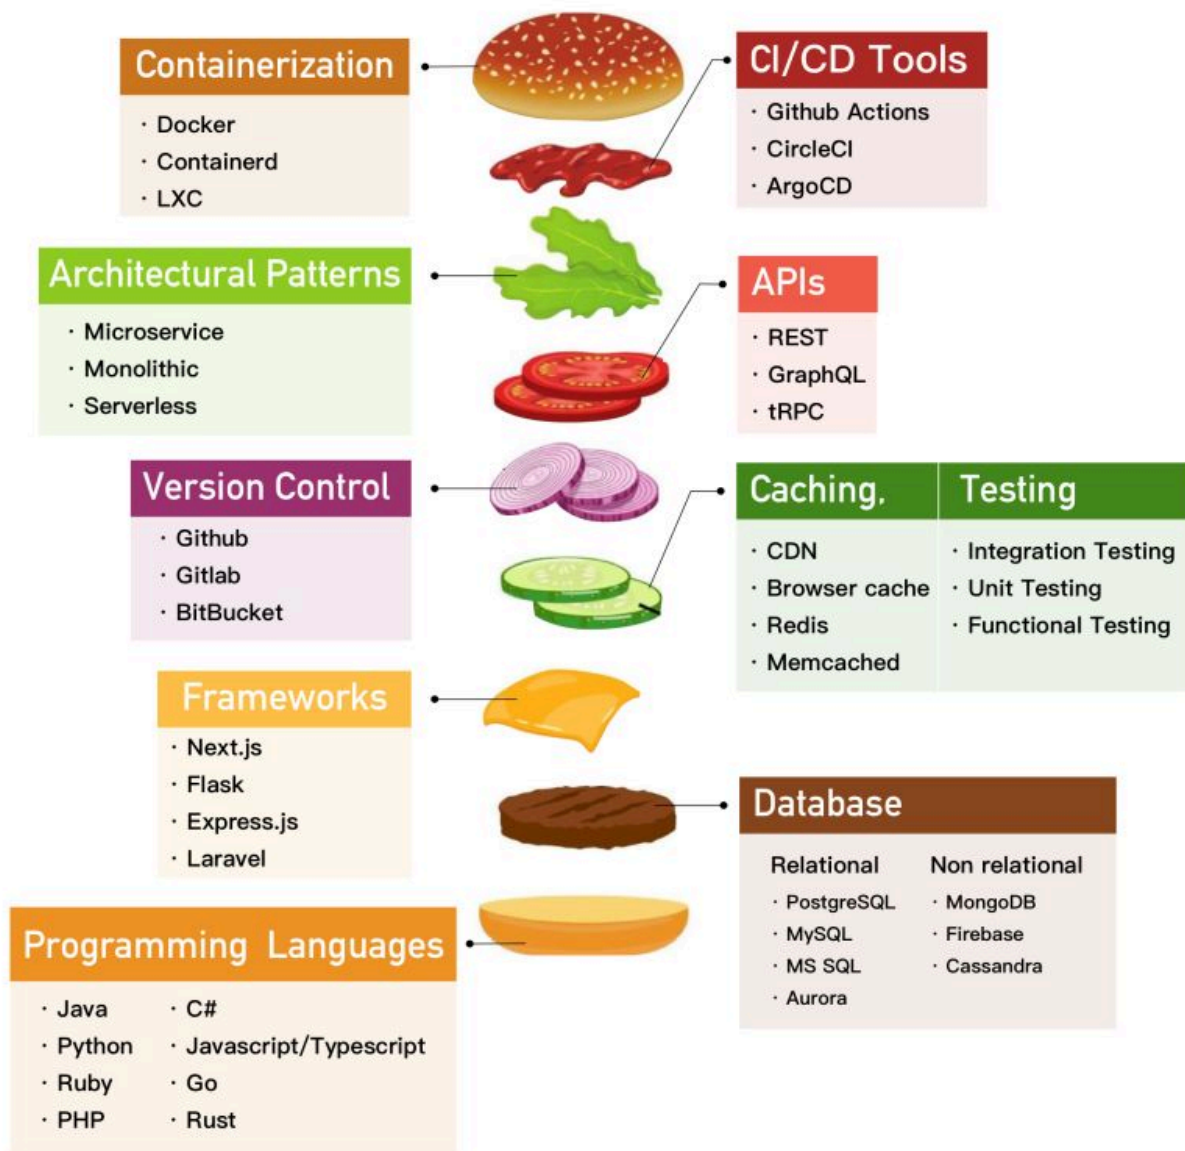 Containerization
· Docker
· Containerd
· LXC
CI/CD Tools
· Github Actions
· CircleCI
· ArgoCD
Architectural Patterns
· Microservice
· Monolithic
· Serverless
APIs
· REST
· GraphQL
· tRPC
Version Control
· Github
· Gitlab
· BitBucket
Caching,
· CDN
· Browser cache
· Redis
· Memcached
Testing
· Integration Testing
· Unit Testing
· Functional Testing
Frameworks
· Next.js
· Flask
· Express.js
· Laravel
Database
Relational
· PostgreSQL
· MySQL
· MS SQL
· Aurora
Non relational
· MongoDB
· Firebase
· Cassandra
Programming Languages
· Java
· Python
· Ruby
· PHP
· C#
· Javascript/Typescript
· Go
· Rust